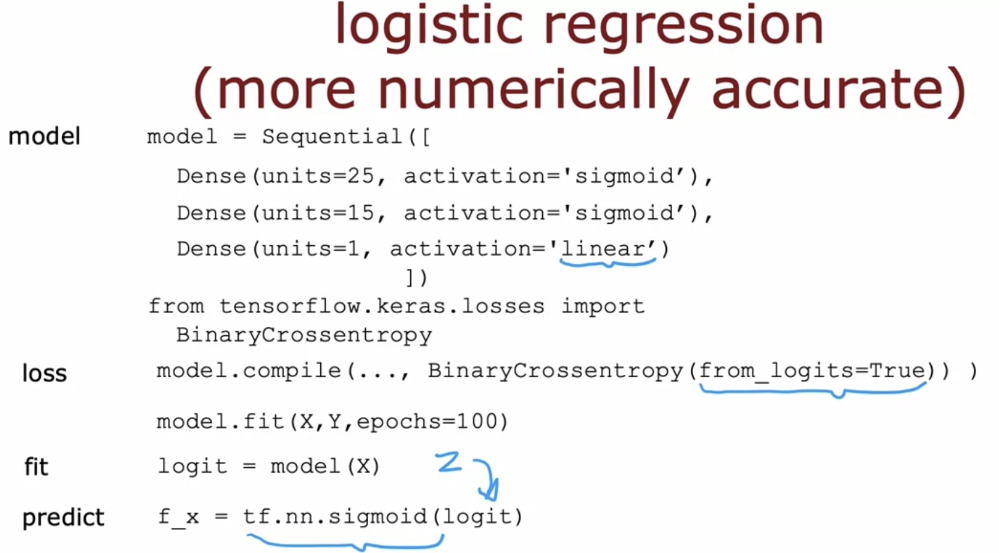 logistic regression
(more numerically accurate)
model model = Sequential([
Dense(units=25, activation='sigmoid’),
Dense(units=15, activation='sigmoid’),
Dense(units=1, activation='linear’)
])
from tensorflow.keras.losses import
BinaryCrossentropy
loss model.compile(..., BinaryCrossentropy(from_logits=True)) )
model.fit(X,Y,epochs=100)
fit logit = model(X) z
predict f_x = tf.nn.sigmoid(logit)